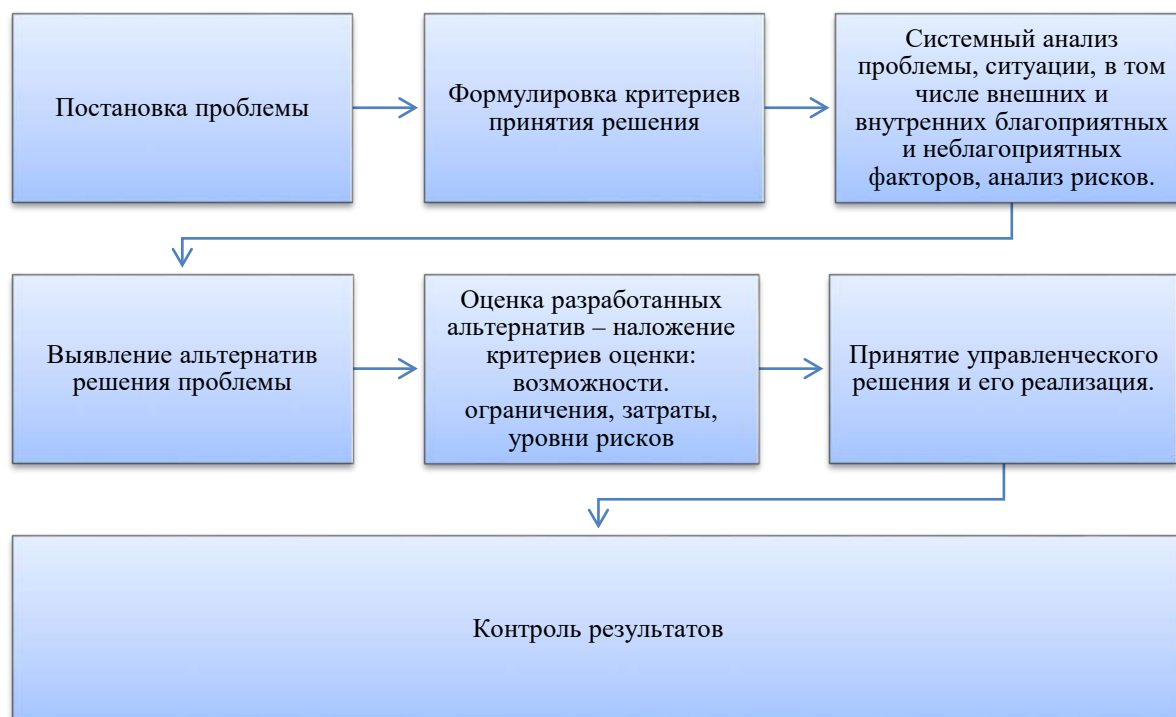 Постановка проблемы
Формулировка критериев
принятия решения
Системный анализ
проблемы, ситуации, в том
числе внешних и
внутренних благоприятных
и неблагоприятных
факторов, анализ рисков.
Выявление альтернатив
решения проблемы
Оценка разработанных
альтернатив – наложение
критериев оценки:
возможности.
ограничения, затраты,
уровни рисков
Принятие управленческого
решения и его реализация.
Контроль результатов